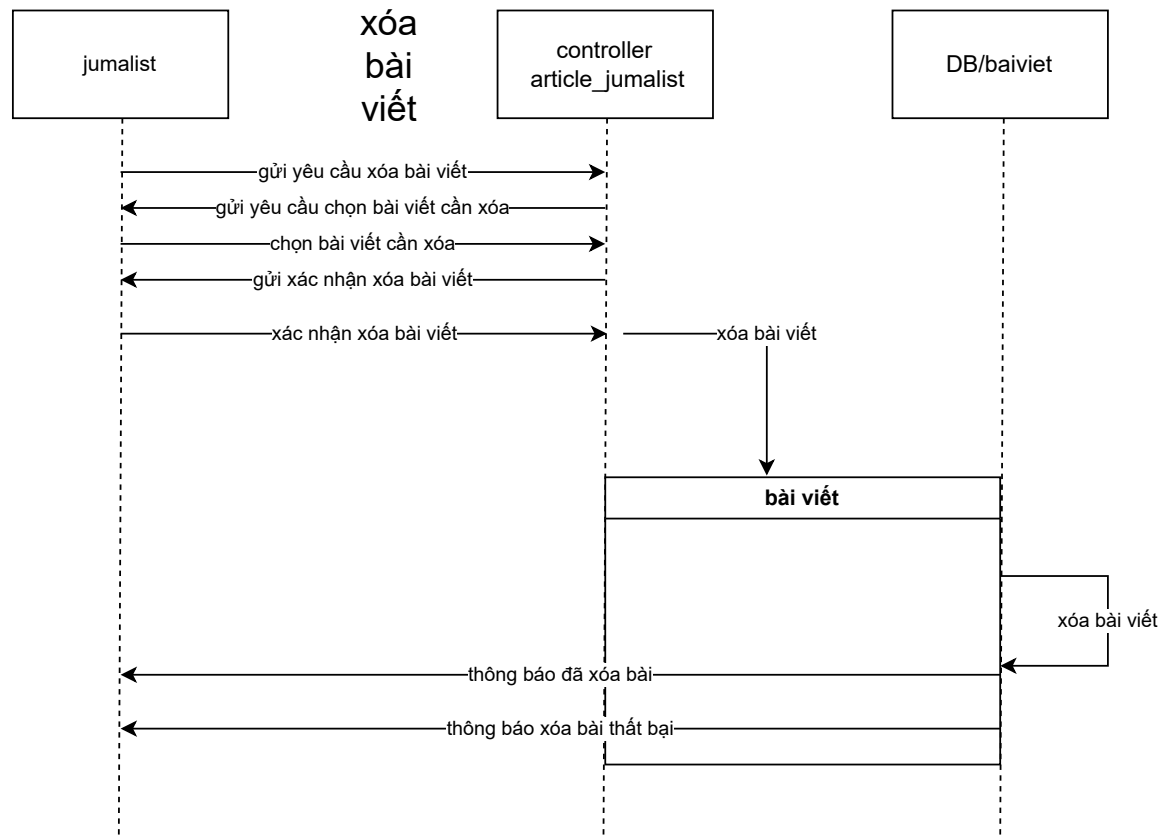 jumalist
xóa
bài
viết
controller
article_jumalist
DB/baiviet
gửi yêu cầu xóa bài viết
gửi yêu cầu chọn bài viết cần xóa
chọn bài viết cần xóa
gửi xác nhận xóa bài viết
xác nhận xóa bài viết
xóa bài viết
bài viết
xóa bài viết
thông báo đã xóa bài
thông báo xóa bài thất bại